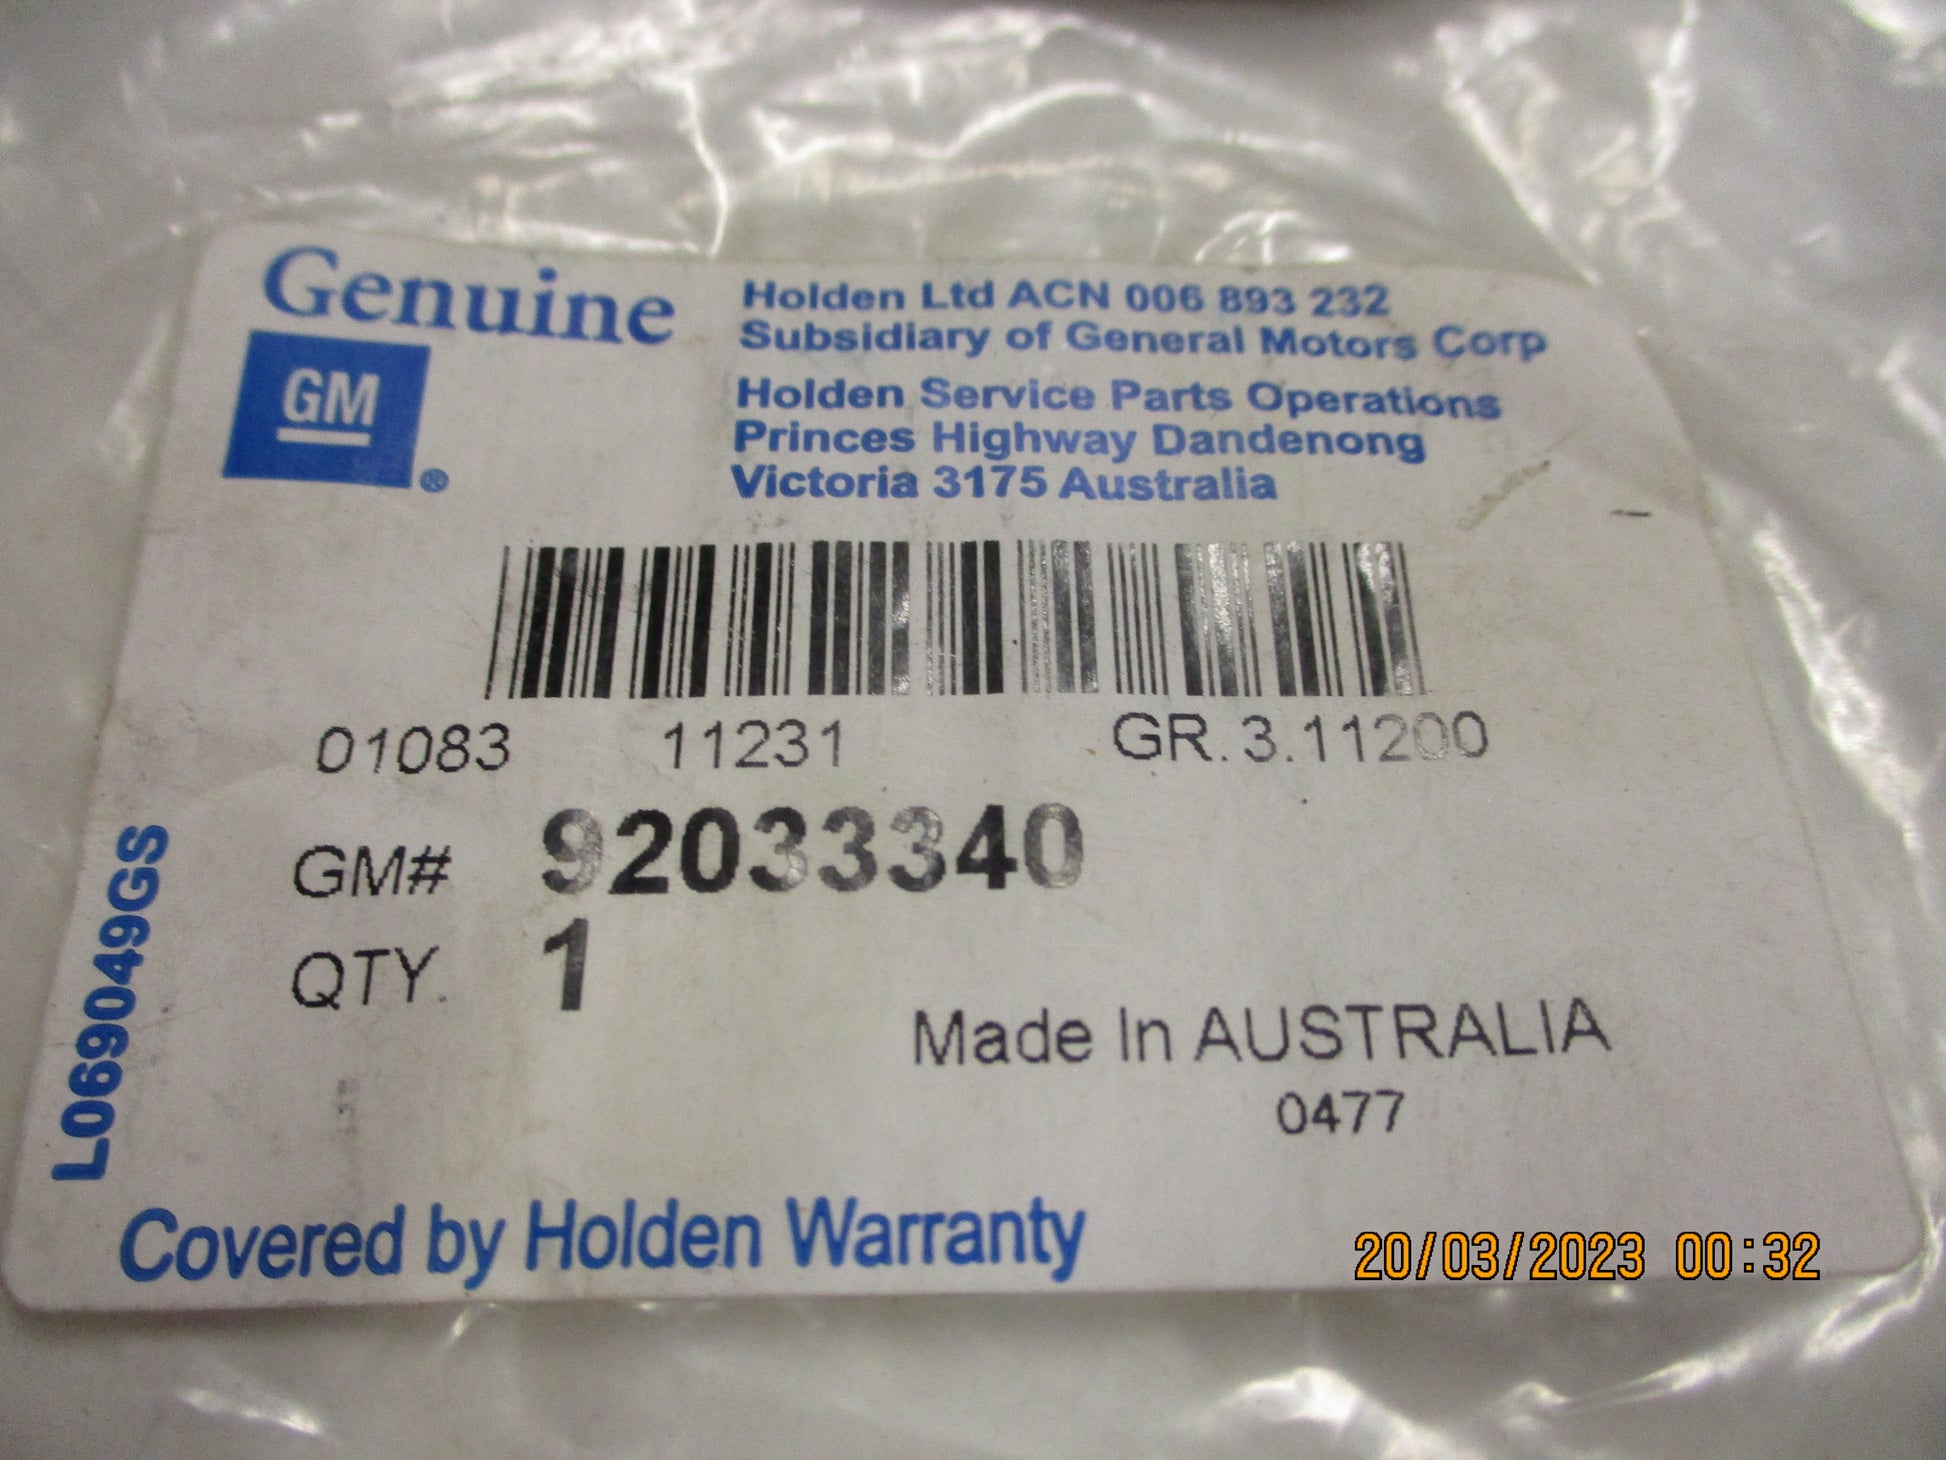 Genuine
GM
®
Holden Ltd ACN 006 893 232
Subsidiary of General Motors Corp
Holden Service Parts Operations
Princes Highway Dandenong
Victoria 3175 Australia
01083 11231 GR. 3.11200
GM# 92033340
QTY. 1
Made In AUSTRALIA
0477
L069049GS
Covered by Holden Warranty
20/03/2023 00:32